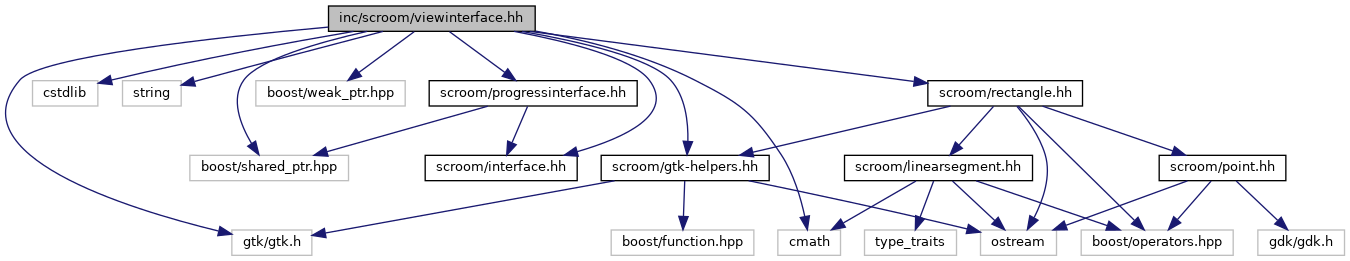 inc/scroom/viewinterface.hh
cstdlib
string
boost/weak_ptr.hpp
scroom/progressinterface.hh
scroom/rectangle.hh
boost/shared_ptr.hpp
scroom/interface.hh
scroom/gtk-helpers.hh
scroom/linearsegment.hh
scroom/point.hh
gtk/gtk.h
boost/function.hpp
cmath
type_traits
ostream
boost/operators.hpp
gdk/gdk.h